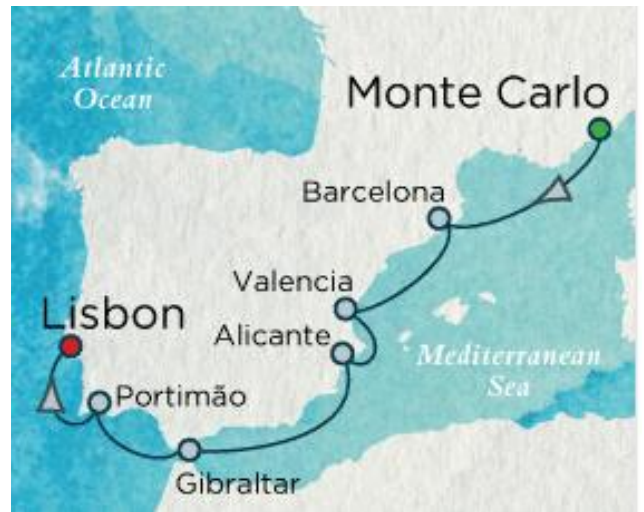 Atlantic
Ocean
Monte Carlo
Barcelona
Valencia
Lisbon
Alicante
Mediterranean
Sea
Portimão
Gibraltar